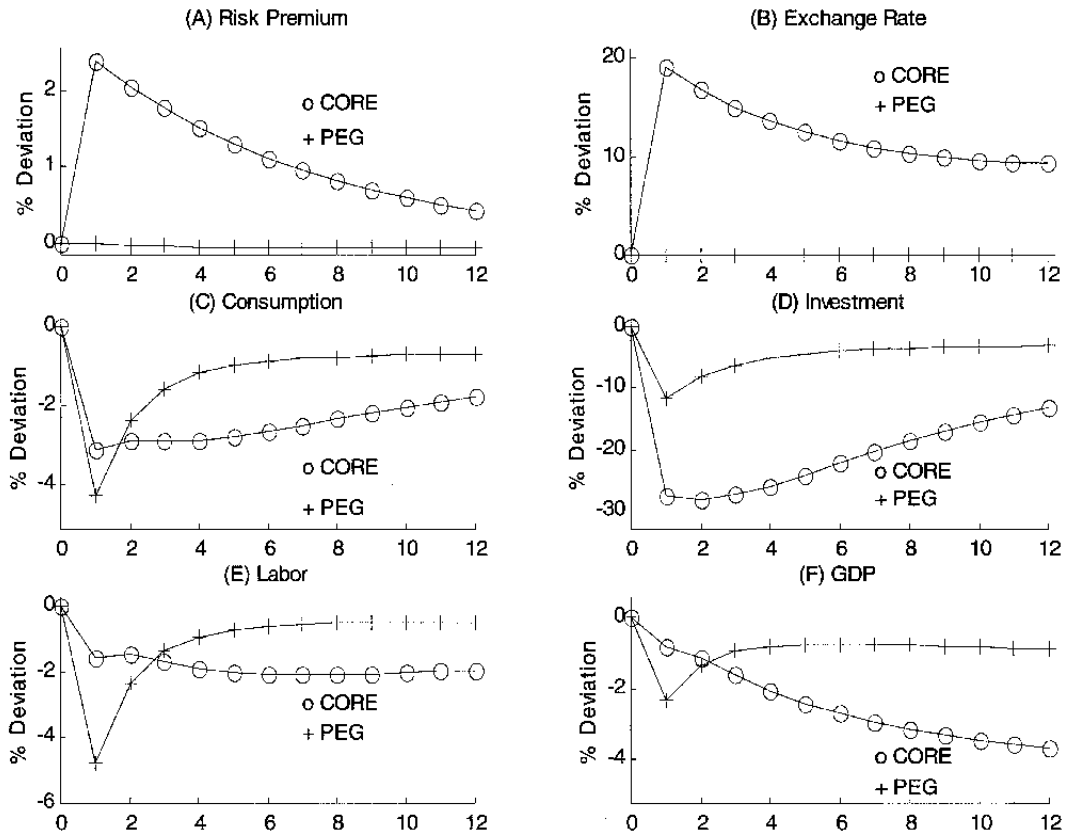 (A) Risk Premium
% Deviation
2
1
0
○ CORE
+ PEG
0 2 4 6 8 10 12
(B) Exchange Rate
% Deviation
20
10
0
○ CORE
+ PEG
0 2 4 6 8 10 12
(C) Consumption
% Deviation
0
-2
-4
○ CORE
+ PEG
0 2 4 6 8 10 12
(D) Investment
% Deviation
0
-10
-20
-30
○ CORE
+ PEG
0 2 4 6 8 10 12
(E) Labor
% Deviation
0
-2
-4
-6
○ CORE
+ PEG
0 2 4 6 8 10 12
(F) GDP
% Deviation
0
-2
-4
○ CORE
+ PEG
0 2 4 6 8 10 12